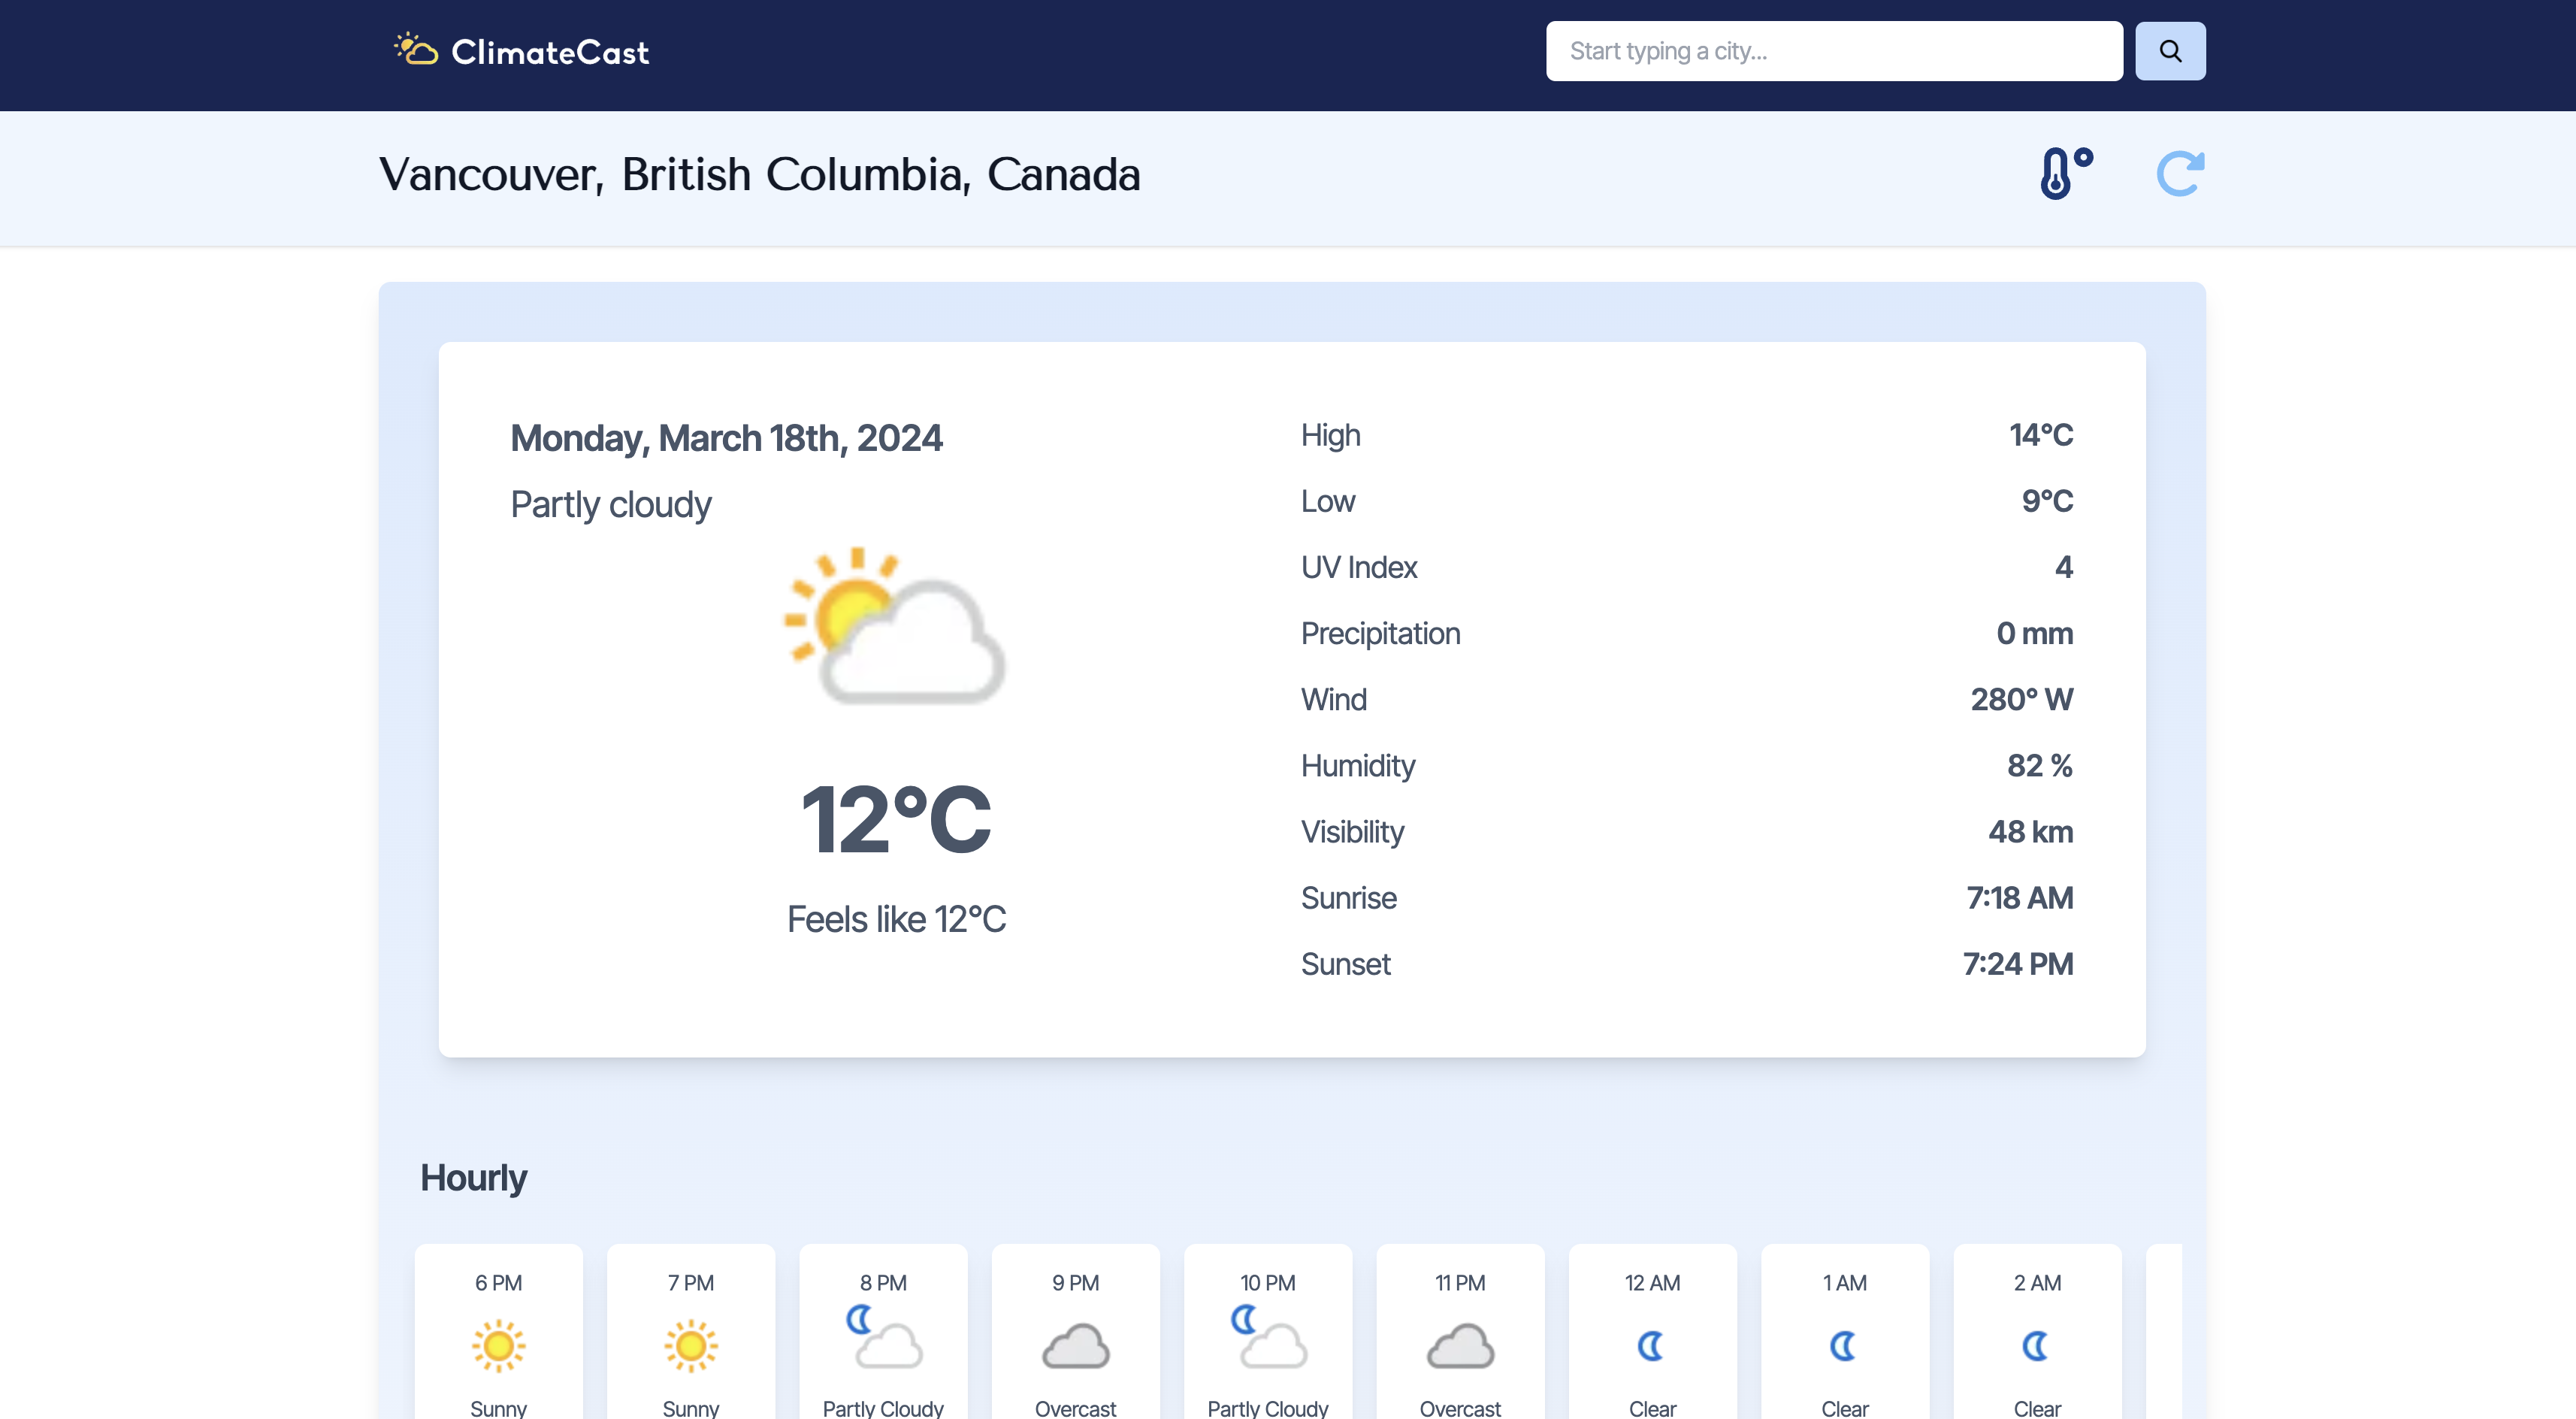 ClimateCast
Start typing a city...
Vancouver, British Columbia, Canada
Monday, March 18th, 2024
Partly cloudy
12°C
Feels like 12°C
High 14°C
Low 9°C
UV Index 4
Precipitation 0 mm
Wind 280° W
Humidity 82 %
Visibility 48 km
Sunrise 7:18 AM
Sunset 7:24 PM
Hourly
6 PM 7 PM 8 PM 9 PM 10 PM 11 PM 12 AM 1 AM 2 AM
Sunny Sunny Partly Cloudy Overcast Partly Cloudy Overcast Clear Clear Clear